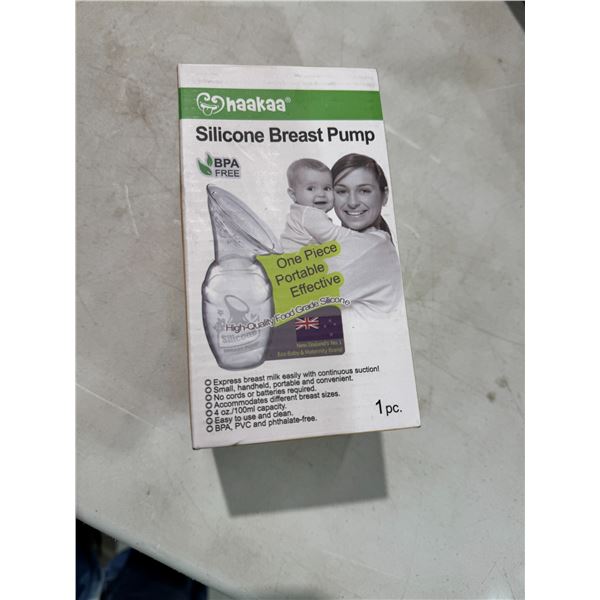 haakaa®
Silicone Breast Pump
BPA
FREE
One Piece
Portable
Effective
High-Quality Food Grade Silicone
Silicone
New Zealand's No.1
Eco Baby & Maternity Brand
Express breast milk easily with continuous suction!
Small, handheld, portable and convenient.
No cords or batteries required.
Accommodates different breast sizes.
4 oz./100ml capacity.
Easy to use and clean.
BPA, PVC and phthalate-free.
1 pc.